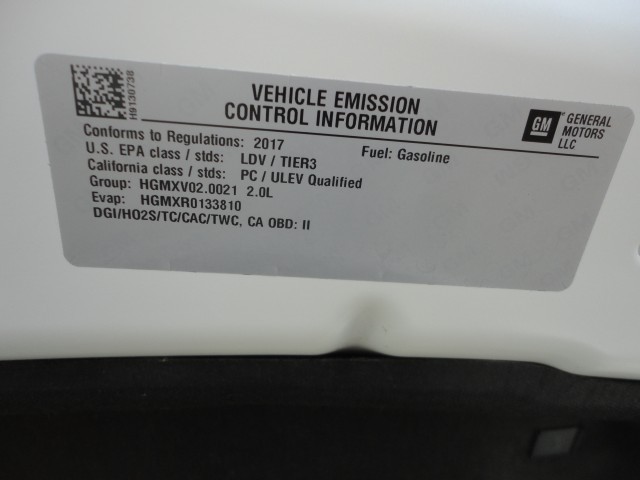 H9130738
VEHICLE EMISSION
CONTROL INFORMATION
GM
GENERAL
MOTORS
LLC
Conforms to Regulations: 2017
Fuel: Gasoline
U.S. EPA class / stds: LDV / TIER3
California class / stds: PC / ULEV Qualified
Group: HGMXV02.0021 2.0L
Evap: HGMXR0133810
DGI/HO2S/TC/CAC/TWC, CA OBD: II